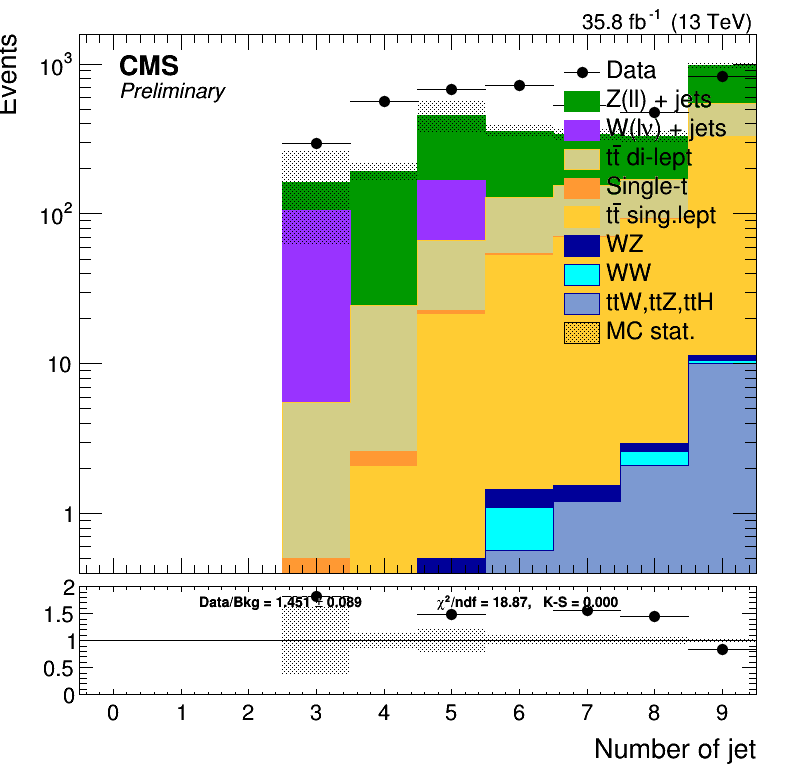 35.8 fb⁻¹ (13 TeV)
Events
CMS
Preliminary
10³
10²
10
1
Data
Z(ll) + jets
W(lν) + jets
tt̄ di-lept
Single-t
tt̄ sing.lept
WZ
WW
ttW,ttZ,ttH
MC stat.
2
1.5
1
0.5
0
Data/Bkg = 1.451 ± 0.089
χ²/ndf = 18.87, K-S = 0.000
0 1 2 3 4 5 6 7 8 9
Number of jet